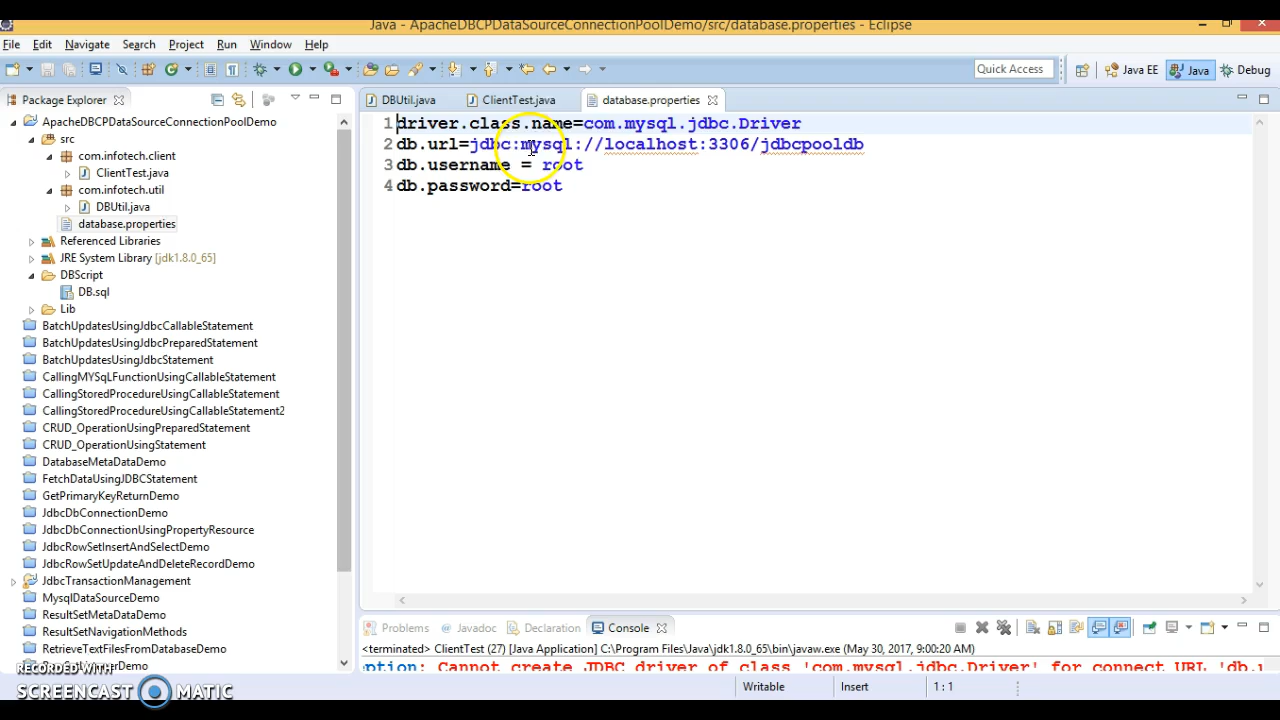 Java - ApacheDBCPDataSourceConnectionPoolDemo/src/database.properties - Eclipse
File Edit Navigate Search Project Run Window Help
Quick Access
Java EE
Java
Debug
Package Explorer
DBUtil.java
ClientTest.java
database.properties
ApacheDBCPDataSourceConnectionPoolDemo
src
com.infotech.client
ClientTest.java
com.infotech.util
DBUtil.java
database.properties
Referenced Libraries
JRE System Library [jdk1.8.0_65]
DBScript
DB.sql
Lib
BatchUpdatesUsingJdbcCallableStatement
BatchUpdatesUsingJdbcPreparedStatement
BatchUpdatesUsingJdbcStatement
CallingMYSqlFunctionUsingCallableStatement
CallingStoredProcedureUsingCallableStatement
CallingStoredProcedureUsingCallableStatement2
CRUD_OperationUsingPreparedStatement
CRUD_OperationUsingStatement
DatabaseMetaDataDemo
FetchDataUsingJDBCStatement
GetPrimaryKeyReturnDemo
JdbcDbConnectionDemo
JdbcDbConnectionUsingPropertyResource
JdbcRowSetInsertAndSelectDemo
JdbcRowSetUpdateAndDeleteRecordDemo
JdbcTransactionManagement
MysqlDataSourceDemo
ResultSetMetaDataDemo
ResultSetNavigationMethods
RetrieveTextFilesFromDatabaseDemo
1 driver.class.name=com.mysql.jdbc.Driver
2 db.url=jdbc:mysql://localhost:3306/jdbcpooldb
3 db.username = root
4 db.password=root
Problems @ Javadoc Declaration Console
<terminated> ClientTest (27) [Java Application] C:\Program Files\Java\jdk1.8.0_65\bin\javaw.exe (May 30, 2017, 9:00:20 AM)
ption: Cannot create JDBC driver of class 'com.mysql.jdbc.Driver' for connect URL 'db.u
Writable
Insert
1 : 1
RECORDED WITH
SCREENCAST MATIC